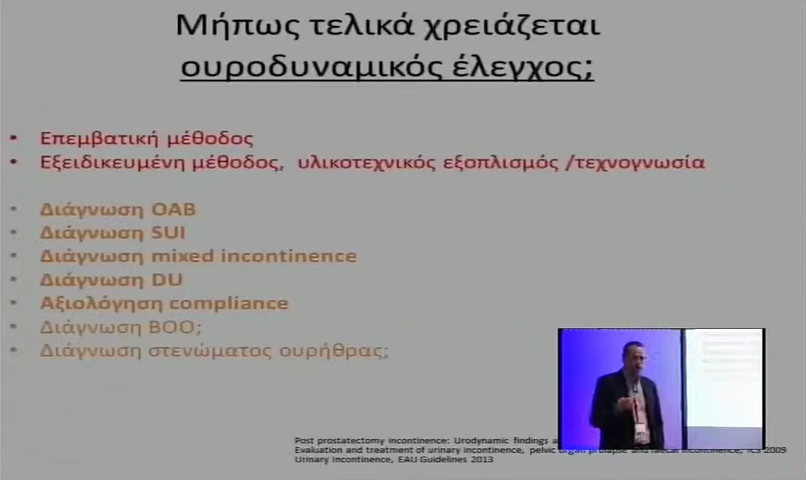 Μήπως τελικά χρειάζεται
ουροδυναμικός έλεγχος;
• Επεμβατική μέθοδος
• Εξειδικευμένη μέθοδος, υλικοτεχνικός εξοπλισμός /τεχνογνωσία
• Διάγνωση OAB
• Διάγνωση SUI
• Διάγνωση mixed incontinence
• Διάγνωση DU
• Αξιολόγηση compliance
• Διάγνωση BOO;
• Διάγνωση στενώματος ουρήθρας;
Post prostatectomy incontinence: Urodynamic findings
Evaluation and treatment of urinary incontinence, pelvic organ prolapse and faecal incontinence, ICS 2009
Urinary Incontinence, EAU Guidelines 2013